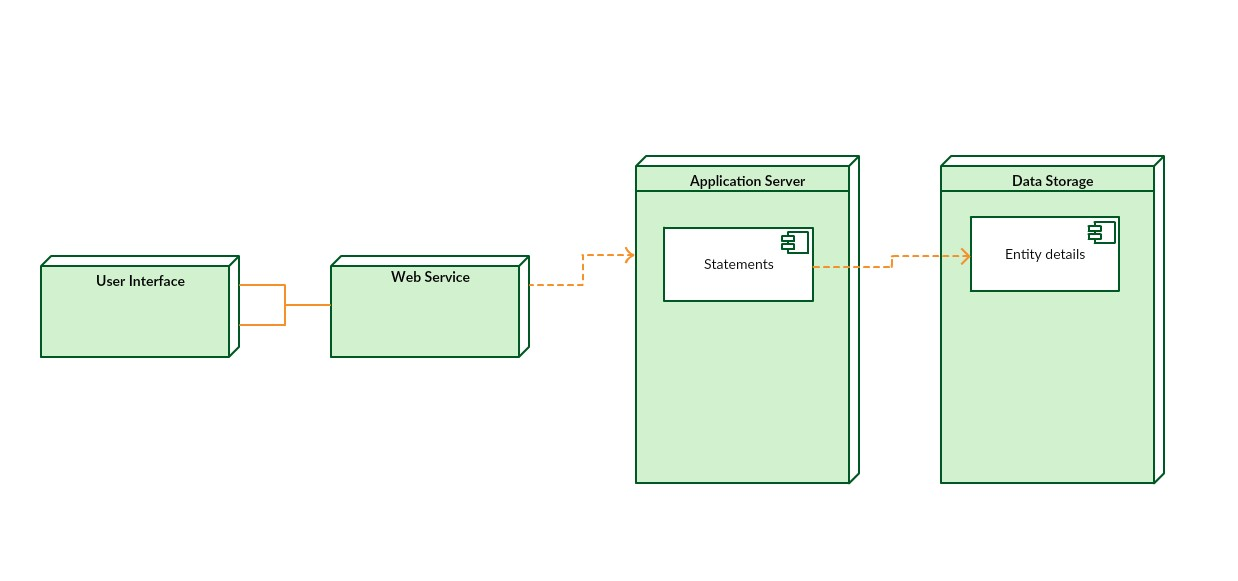 User Interface
Web Service
Application Server
Statements
Data Storage
Entity details